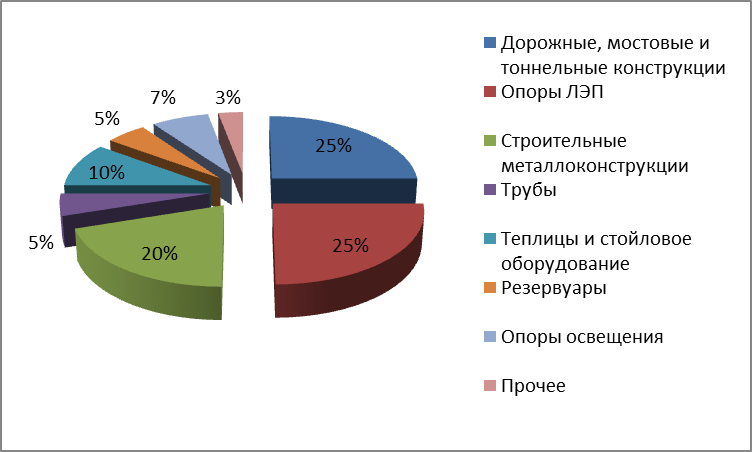 25%
25%
20%
5%
10%
5%
7%
3%
Дорожные, мостовые и
тоннельные конструкции
Опоры ЛЭП
Строительные
металлоконструкции
Трубы
Теплицы и стойловое
оборудование
Резервуары
Опоры освещения
Прочее